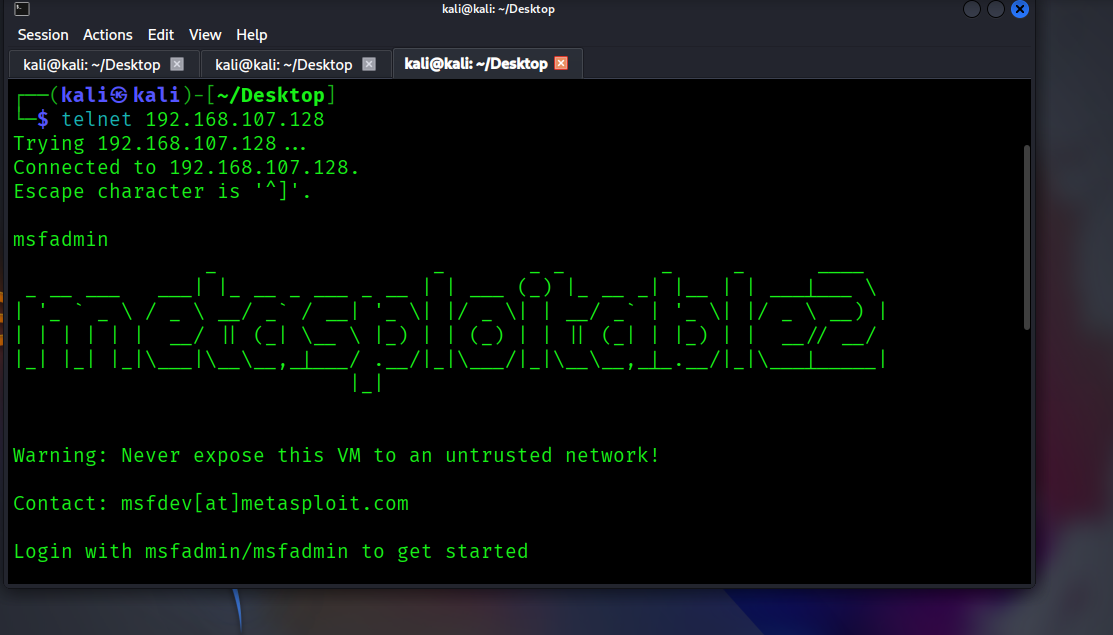 kali@kali: ~/Desktop
Session Actions Edit View Help
kali@kali: ~/Desktop kali@kali: ~/Desktop kali@kali: ~/Desktop
┌──(kali㉿kali)-[~/Desktop]
└─$ telnet 192.168.107.128
Trying 192.168.107.128...
Connected to 192.168.107.128.
Escape character is '^]'.
msfadmin
metasploitable2
Warning: Never expose this VM to an untrusted network!
Contact: msfdev[at]metasploit.com
Login with msfadmin/msfadmin to get started